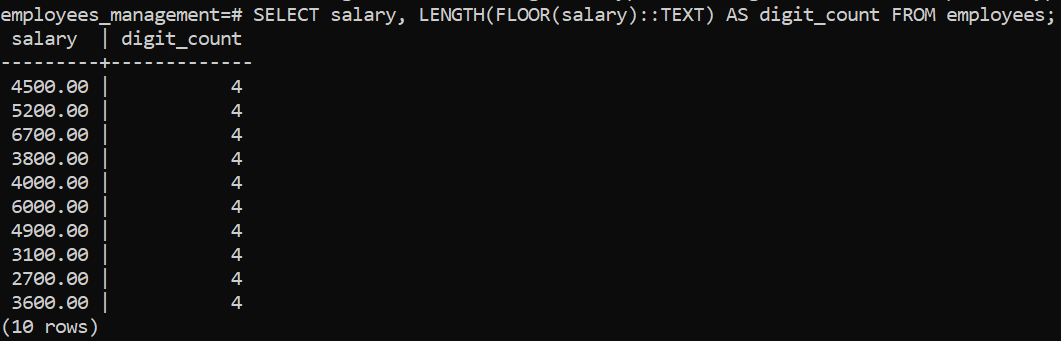 employees_management=# SELECT salary, LENGTH(FLOOR(salary)::TEXT) AS digit_count FROM employees;
 salary  | digit_count
---------+-------------
 4500.00 |           4
 5200.00 |           4
 6700.00 |           4
 3800.00 |           4
 4000.00 |           4
 6000.00 |           4
 4900.00 |           4
 3100.00 |           4
 2700.00 |           4
 3600.00 |           4
(10 rows)